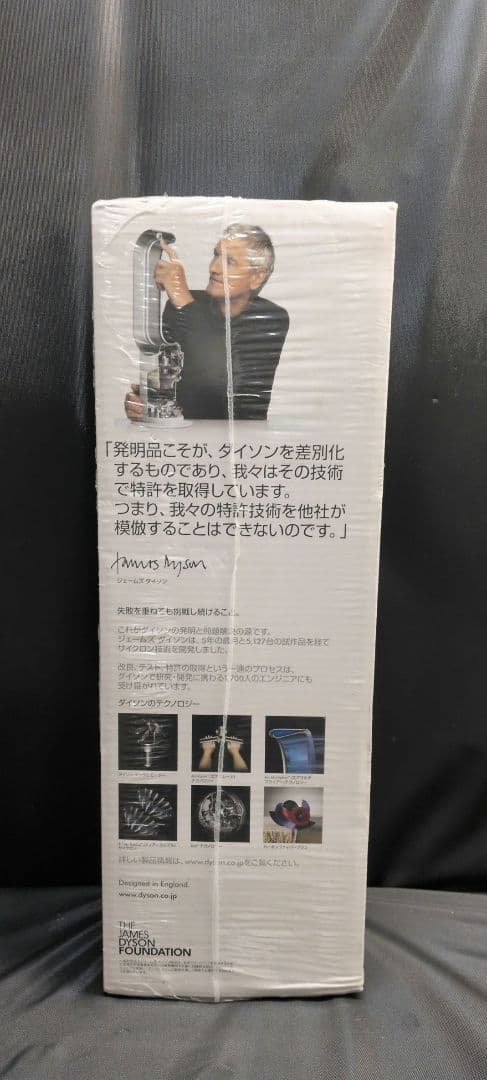 「発明品こそが、ダイソンを差別化
するものであり、我々はその技術
で特許を取得しています。
つまり、我々の特許技術を他社が
模倣することはできないのです。」
James Dyson
ジェームズ ダイソン
失敗を重ねても挑戦し続けること。
これがダイソンの発明と問題解決の源です。
ジェームズ ダイソンは、5年の歳月と5,127台の試作品を経て
サイクロン技術を開発しました。
改良、テスト、特許の取得という一連のプロセスは、
ダイソンで研究・開発に携わる1,700人のエンジニアにも
受け継がれています。
ダイソンのテクノロジー
詳しい製品情報は、www.dyson.co.jpをご覧ください。
Designed in England.
www.dyson.co.jp
THE
JAMES
DYSON
FOUNDATION